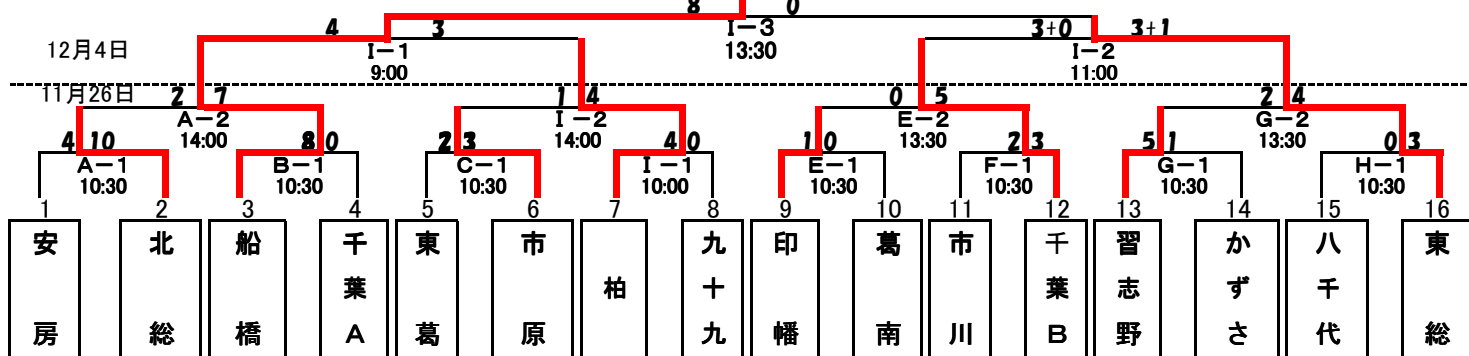 8 0
4 3 I-3 3+0 3+1
12月4日 I-1 13:30 I-2
9:00 11:00
11月26日 2 7 1 4 0 5 2 4
A-2 I-2 E-2 G-2
14:00 14:00 13:30 13:30
4 10 8 0 2 3 4 0 1 0 2 3 5 1 0 3
A-1 B-1 C-1 I-1 E-1 F-1 G-1 H-1
10:30 10:30 10:30 10:00 10:30 10:30 10:30 10:30
1 2 3 4 5 6 7 8 9 10 11 12 13 14 15 16
安房
北総
船橋
千葉A
東葛
市原
柏
九十九
印幡
葛南
市川
千葉B
習志野
かずさ
八千代
東総